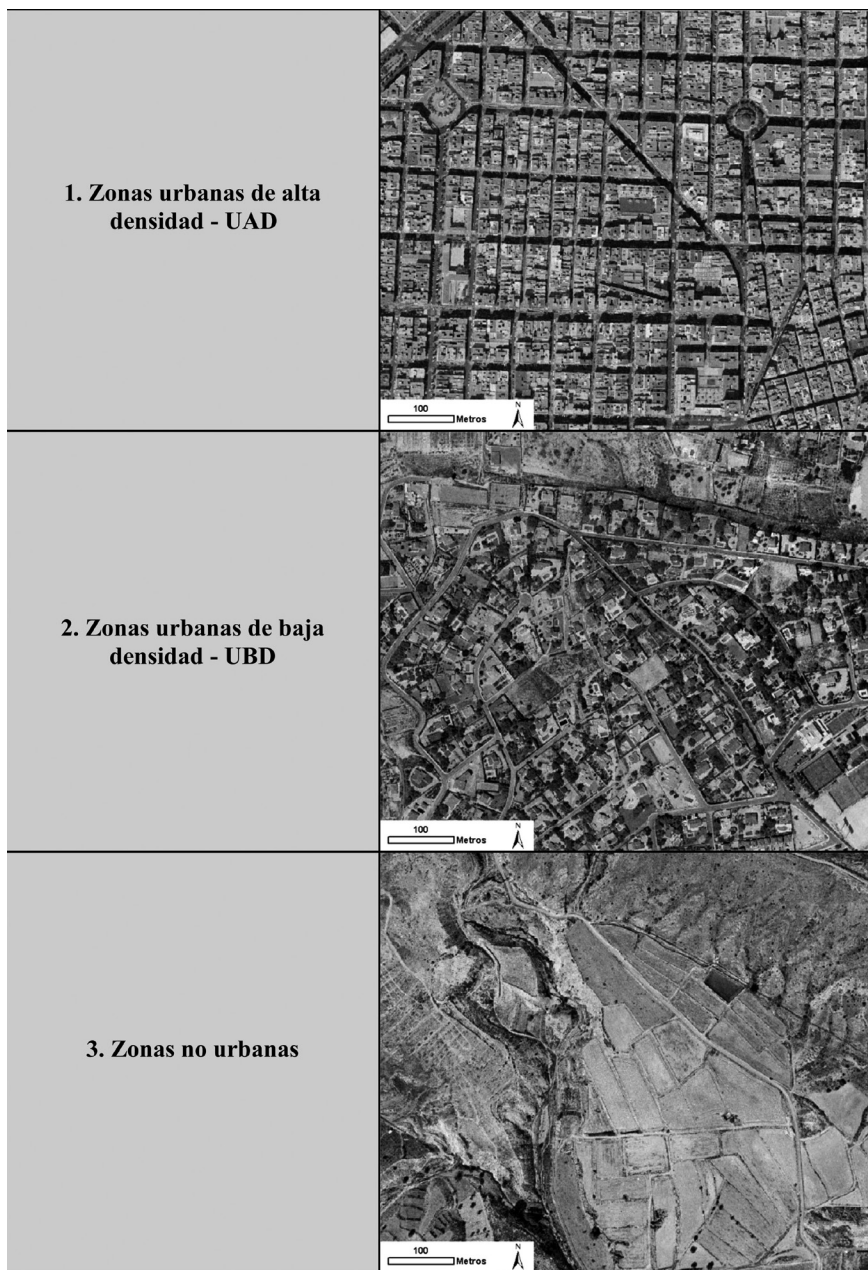 1. Zonas urbanas de alta
densidad - UAD
N
100
Metros
2. Zonas urbanas de baja
densidad - UBD
N
100
Metros
3. Zonas no urbanas
N
100
Metros